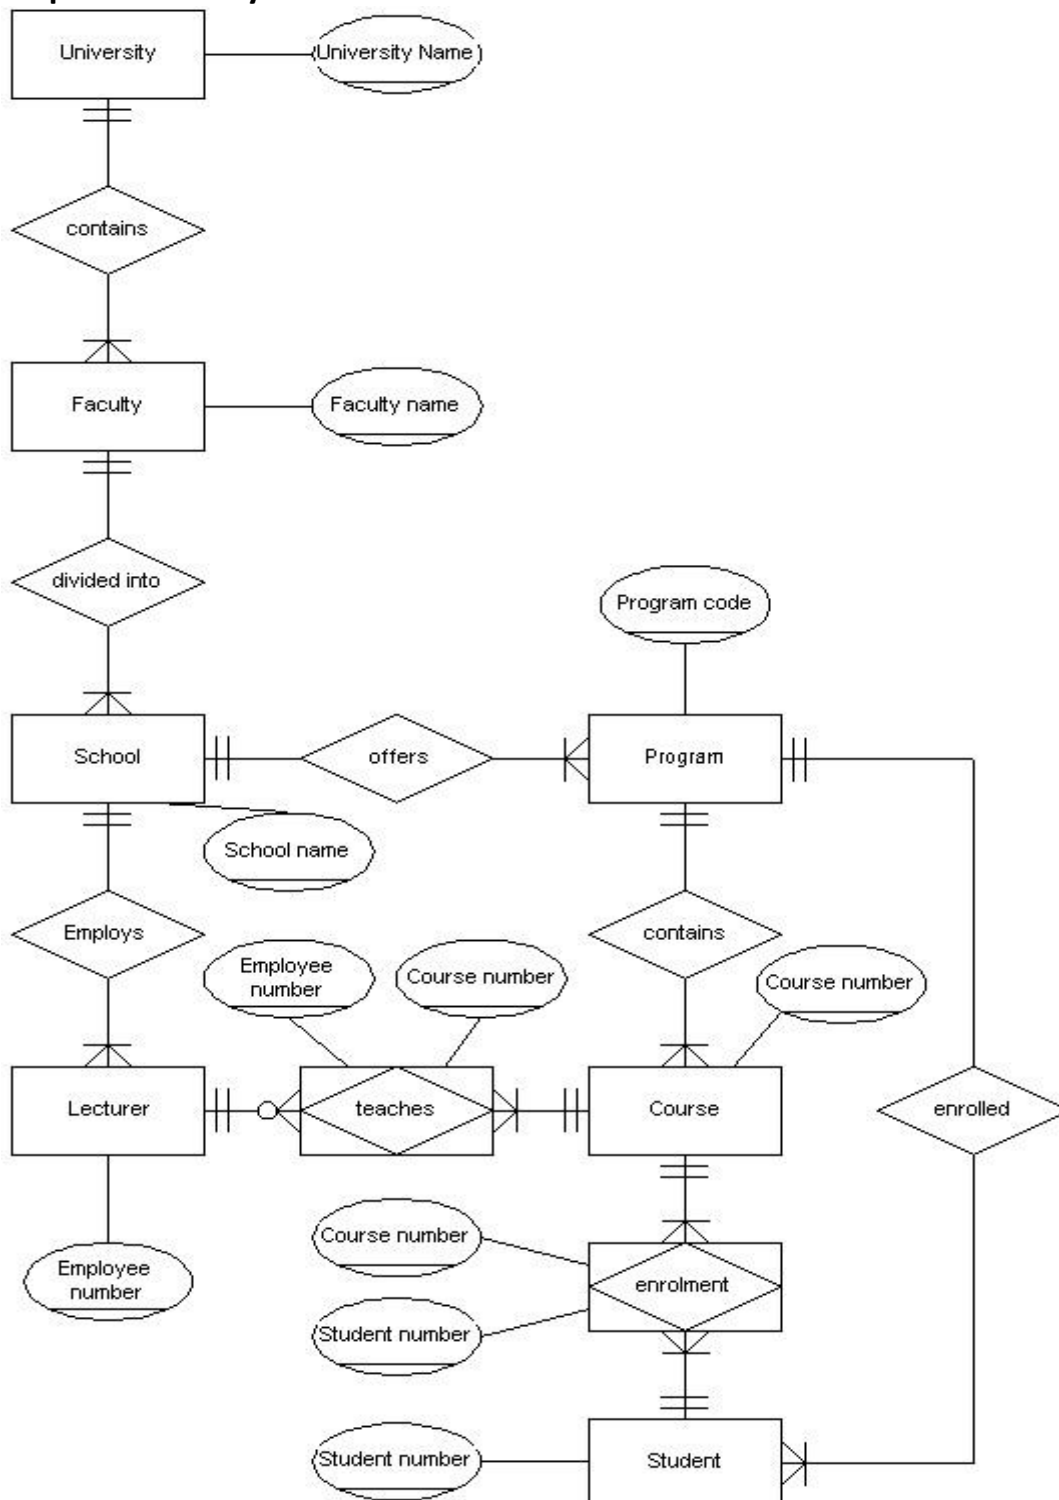 University
University Name
contains
Faculty
Faculty name
divided into
Program code
School
offers
Program
School name
Employs
contains
Employee
number
Course number
Course number
Lecturer
teaches
Course
enrolled
Course number
Employee
number
enrolment
Student number
Student number
Student